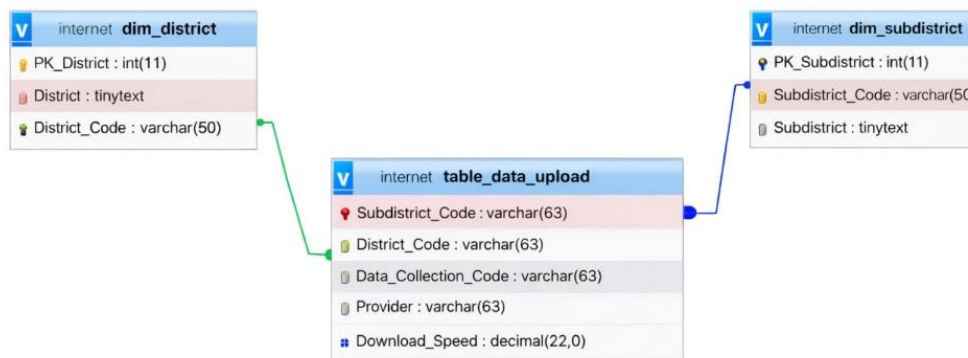 V internet dim_district
PK_District : int(11)
District : tinytext
District_Code : varchar(50)
V internet dim_subdistrict
PK_Subdistrict : int(11)
Subdistrict_Code : varchar(50
Subdistrict : tinytext
V internet table_data_upload
Subdistrict_Code : varchar(63)
District_Code : varchar(63)
Data_Collection_Code : varchar(63)
Provider : varchar(63)
Download_Speed : decimal(22,0)